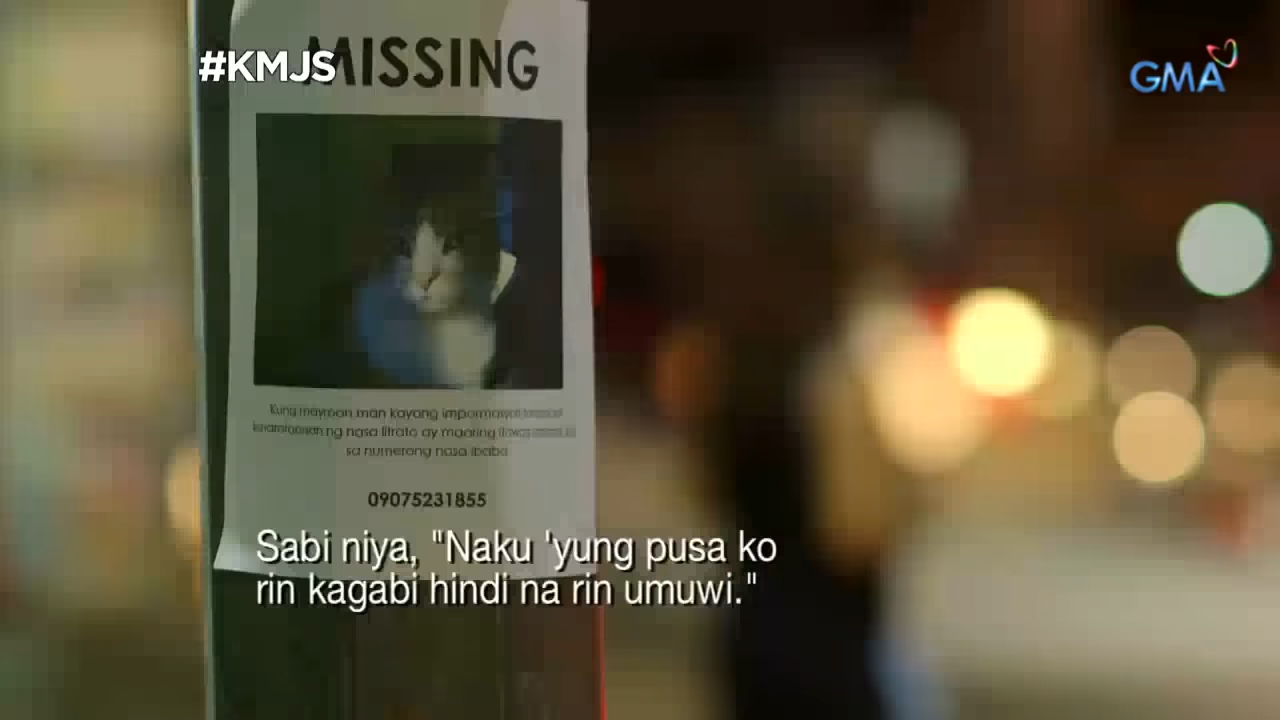 #KMJS
MISSING
GMA
Kung mayroon man kayong impormasyon
ng nasa litrato ay maaring
sa numerong nasa ibaba
09075231855
Sabi niya, "Naku 'yung pusa ko
rin kagabi hindi na rin umuwi."